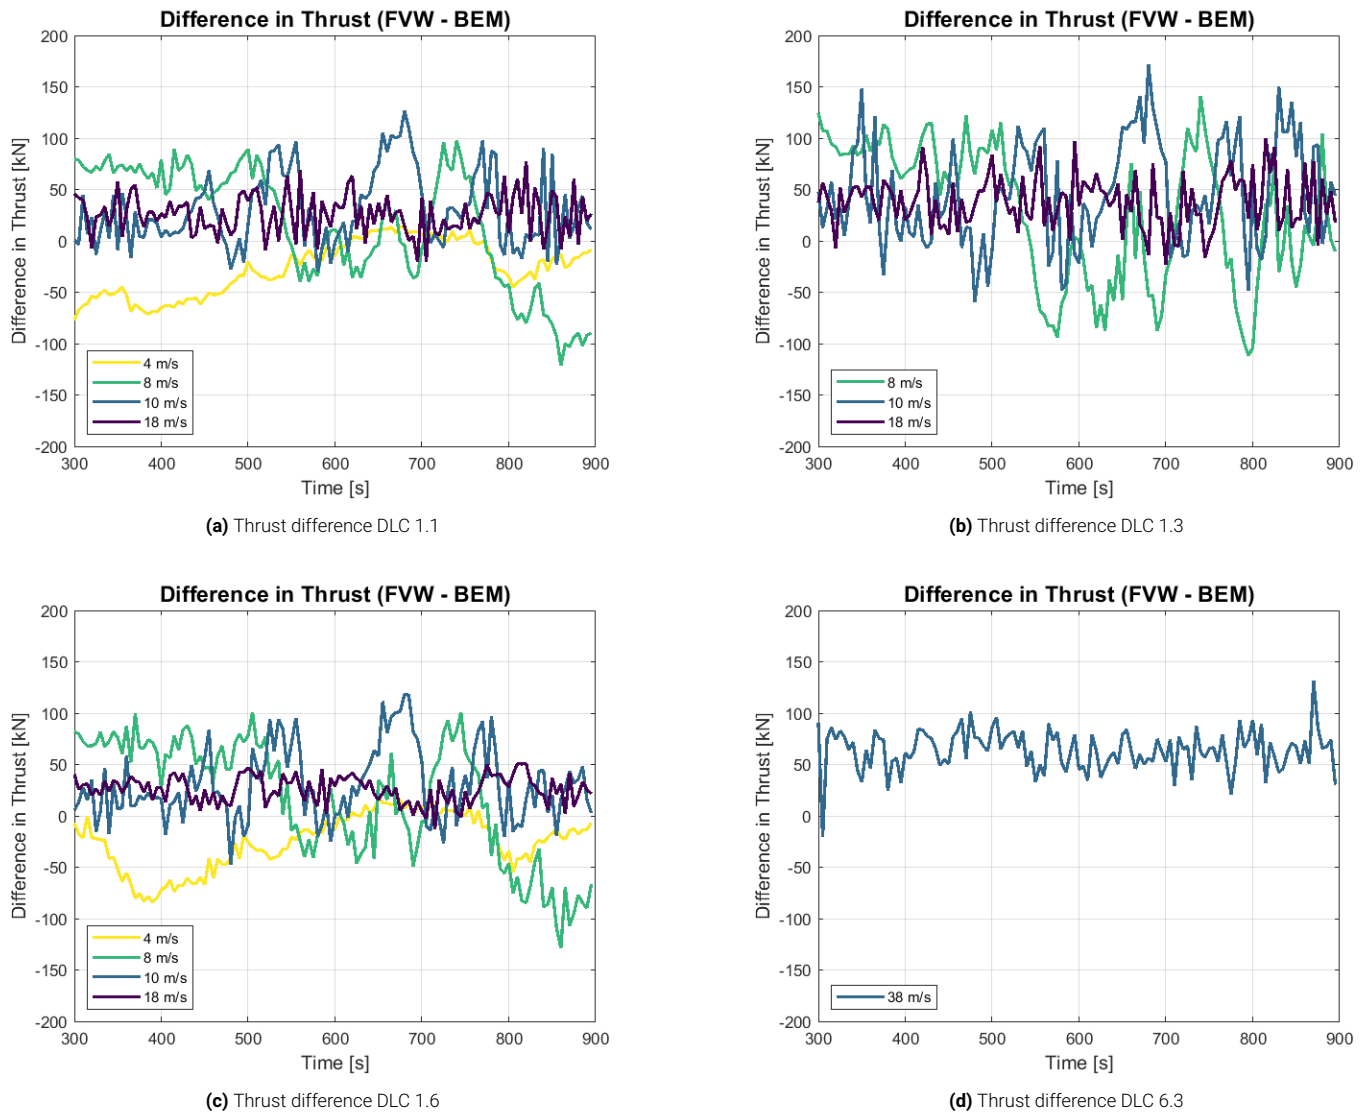 Difference in Thrust (FVW - BEM)
Difference in Thrust [kN]
200
150
100
50
0
-50
-100
-150
-200
4 m/s
8 m/s
10 m/s
18 m/s
300 400 500 600 700 800 900
Time [s]
(a) Thrust difference DLC 1.1
Difference in Thrust (FVW - BEM)
Difference in Thrust [kN]
200
150
100
50
0
-50
-100
-150
-200
8 m/s
10 m/s
18 m/s
300 400 500 600 700 800 900
Time [s]
(b) Thrust difference DLC 1.3
Difference in Thrust (FVW - BEM)
Difference in Thrust [kN]
200
150
100
50
0
-50
-100
-150
-200
4 m/s
8 m/s
10 m/s
18 m/s
300 400 500 600 700 800 900
Time [s]
(c) Thrust difference DLC 1.6
Difference in Thrust (FVW - BEM)
Difference in Thrust [kN]
200
150
100
50
0
-50
-100
-150
-200
38 m/s
300 400 500 600 700 800 900
Time [s]
(d) Thrust difference DLC 6.3